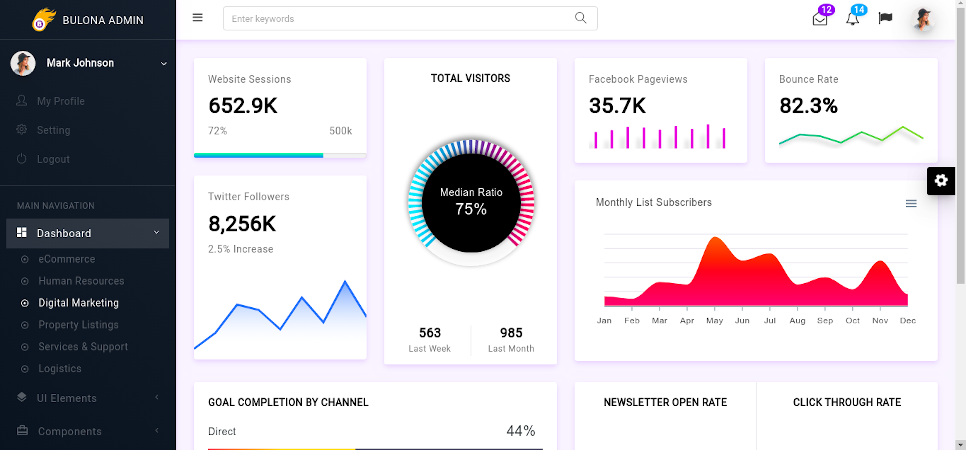 BULONA ADMIN
Enter keywords
12
14
Mark Johnson
My Profile
Setting
Logout
MAIN NAVIGATION
Dashboard
eCommerce
Human Resources
Digital Marketing
Property Listings
Services & Support
Logistics
UI Elements
Components
Website Sessions
652.9K
72% 500k
Twitter Followers
8,256K
2.5% Increase
TOTAL VISITORS
Median Ratio
75%
563 985
Last Week Last Month
Facebook Pageviews
35.7K
Bounce Rate
82.3%
Monthly List Subscribers
Jan Feb Mar Apr May Jun Jul Aug Sep Oct Nov Dec
GOAL COMPLETION BY CHANNEL
Direct 44%
NEWSLETTER OPEN RATE
CLICK THROUGH RATE